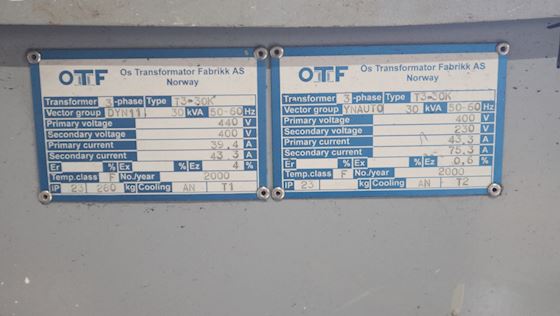 OTF Os Transformator Fabrikk AS
Norway
Transformer 3-phase Type T3-30K
Vector group DYN11 30 kVA 50-60 Hz
Primary voltage 440 V
Secondary voltage 400 V
Primary current 39.4 A
Secondary current 43.3 A
Er % Ex % Ez 4 %
Temp.class F No./year 2000
IP 23 260 kg Cooling AN T1
OTF Os Transformator Fabrikk AS
Norway
Transformer 3-phase Type T3-30K
Vector group YNAUTO 30 kVA 50-60 Hz
Primary voltage 400 V
Secondary voltage 230 V
Primary current 43.3 A
Secondary current 75.3 A
Er % Ex % Ez 0.6 %
Temp.class F No./year 2000
IP 23 kg Cooling AN T2